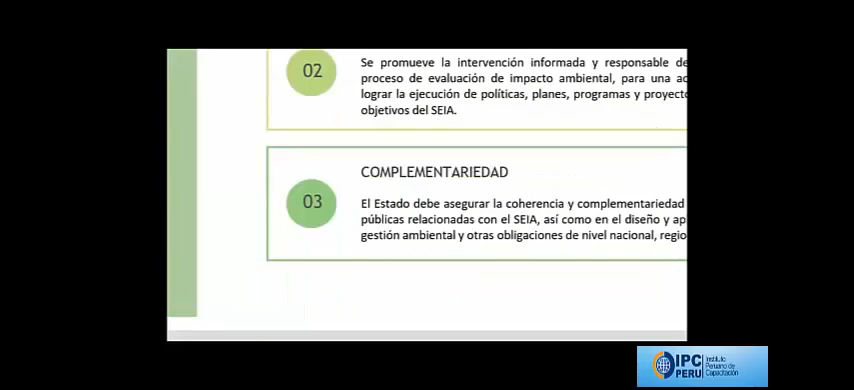 02
Se promueve la intervención informada y responsable de
proceso de evaluación de impacto ambiental, para una ad
lograr la ejecución de políticas, planes, programas y proyecto
objetivos del SEIA.
COMPLEMENTARIEDAD
03
El Estado debe asegurar la coherencia y complementariedad
públicas relacionadas con el SEIA, así como en el diseño y ap
gestión ambiental y otras obligaciones de nivel nacional, regio
IPC
PERU
Instituto
Peruano de
Capacitación